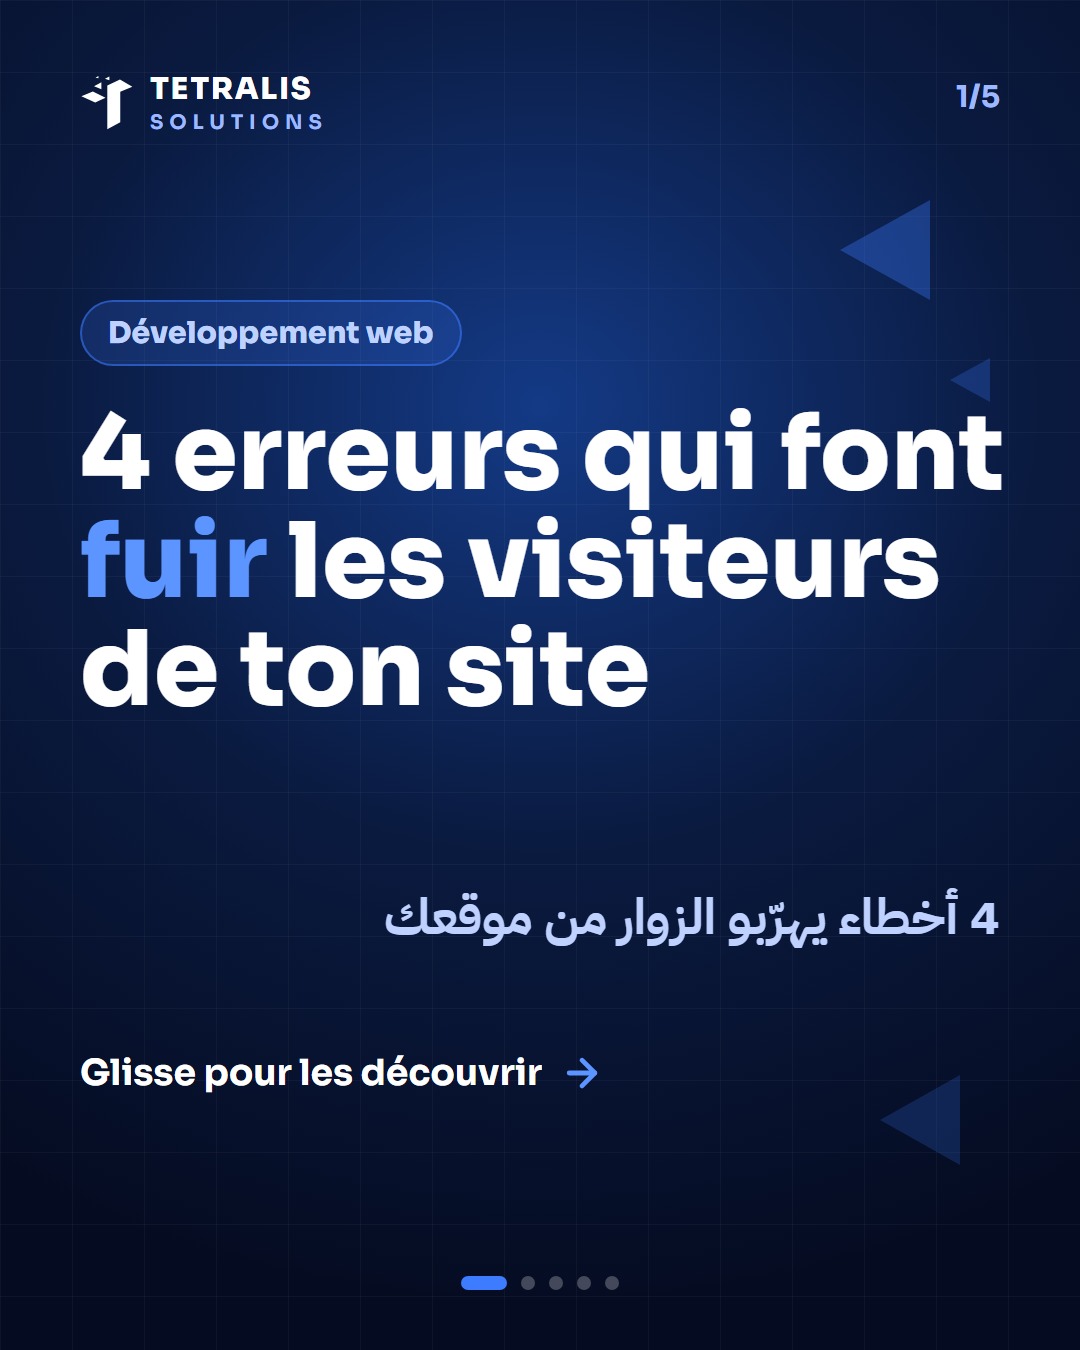 TETRALIS
SOLUTIONS
1/5
Développement web
4 erreurs qui font
fuir les visiteurs
de ton site
4 أخطاء يهرّبو الزوار من موقعك
Glisse pour les découvrir →